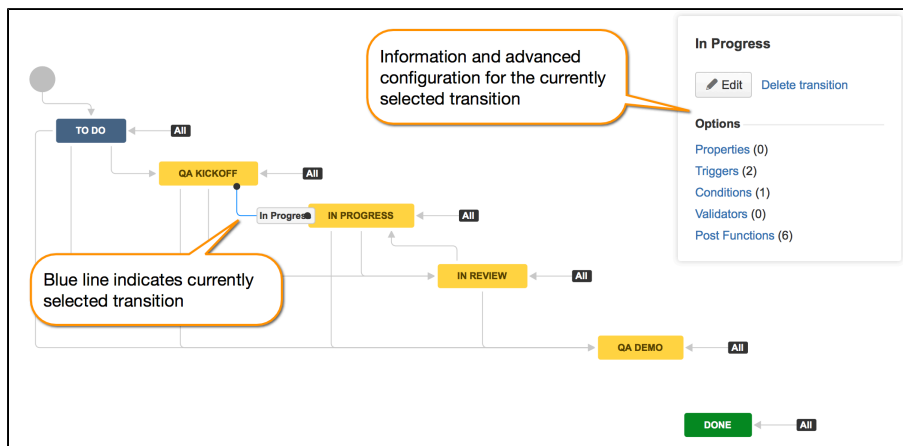 Information and advanced
configuration for the currently
selected transition
In Progress
Edit Delete transition
Options
Properties (0)
Triggers (2)
Conditions (1)
Validators (0)
Post Functions (6)
TO DO
All
QA KICKOFF
All
In Progress
IN PROGRESS
All
Blue line indicates currently
selected transition
IN REVIEW
All
QA DEMO
All
DONE
All